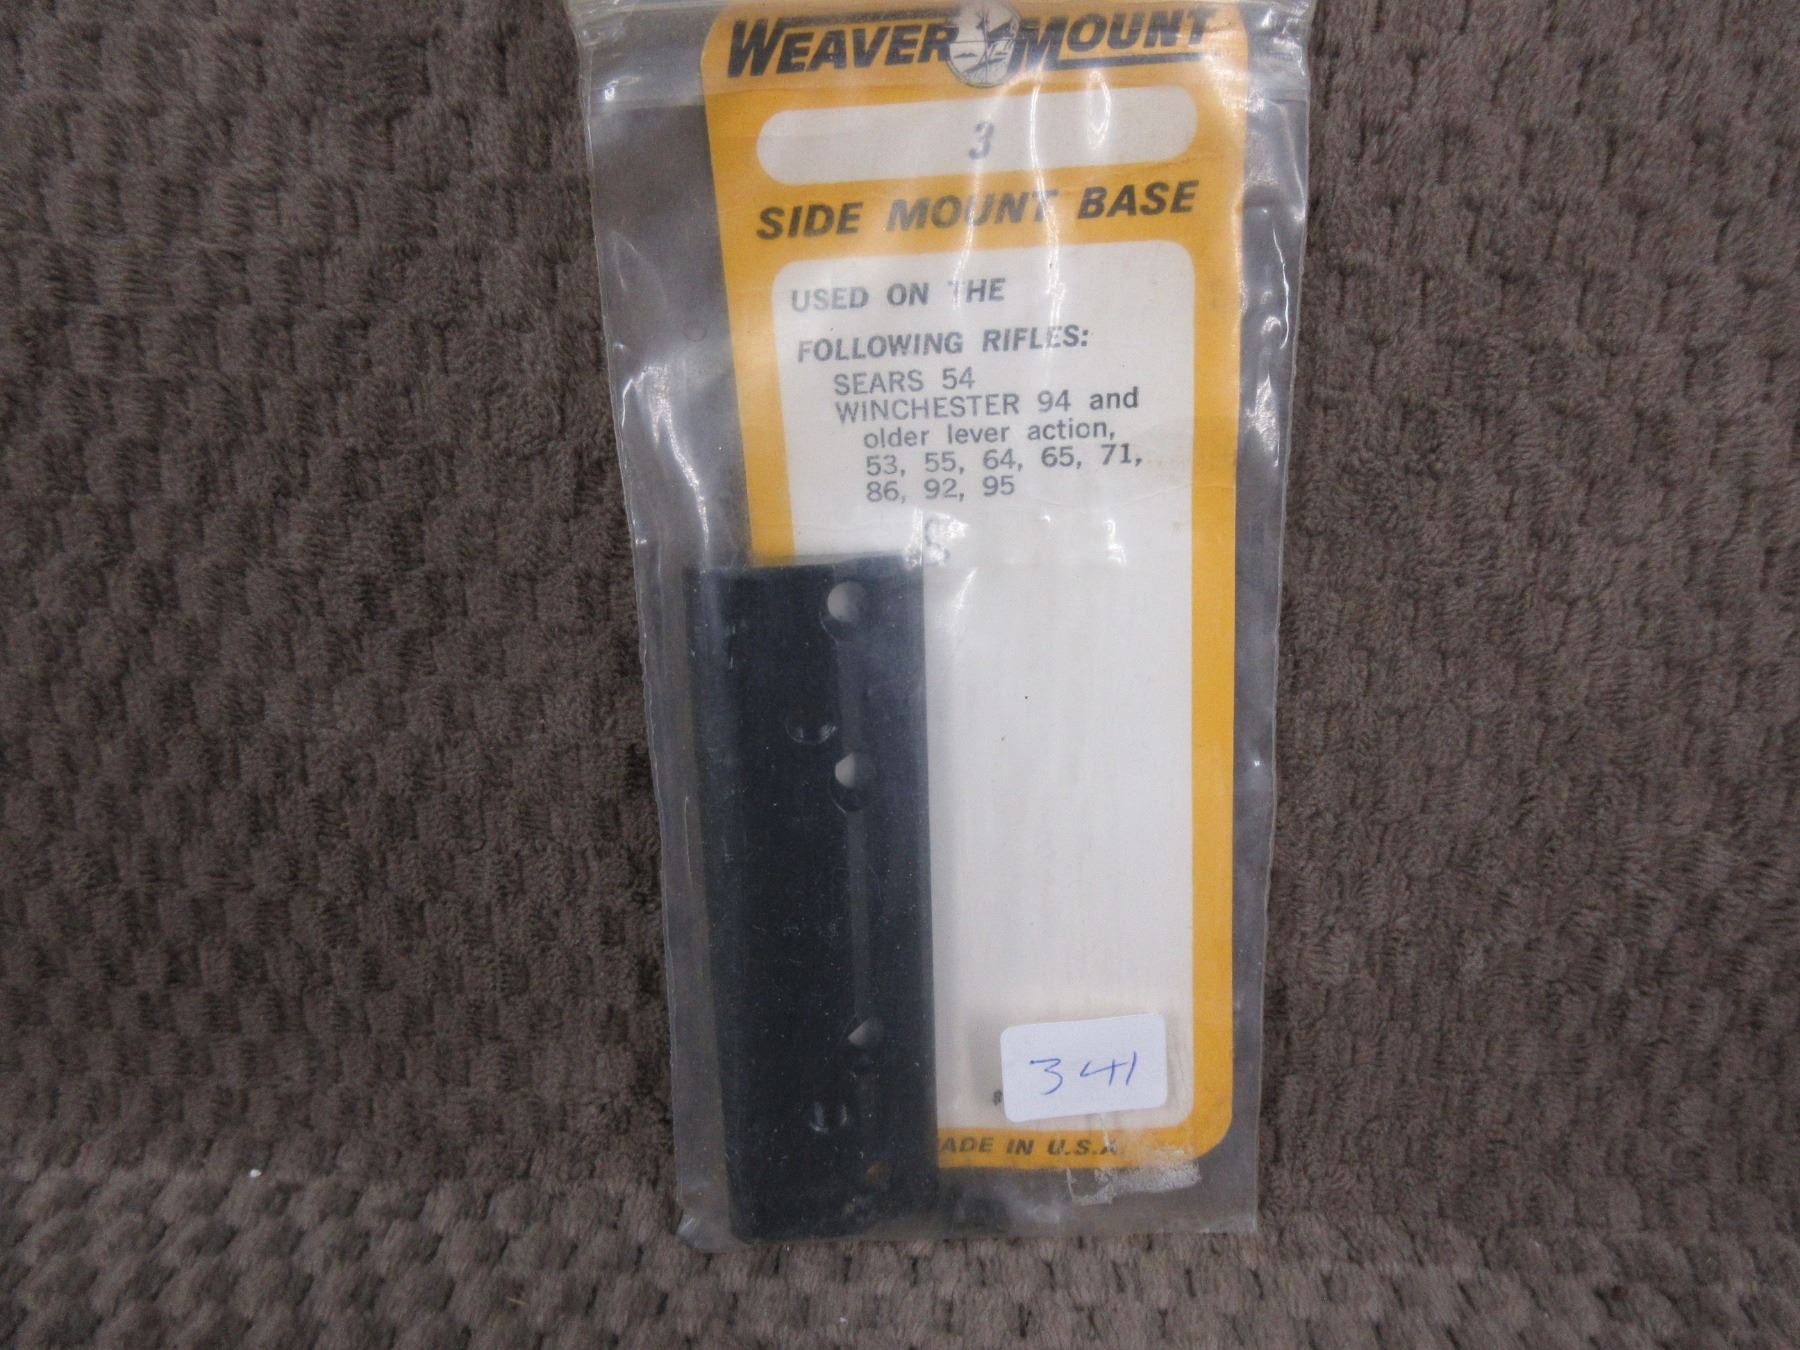 WEAVER MOUNT
3
SIDE MOUNT BASE
USED ON THE
FOLLOWING RIFLES:
SEARS 54
WINCHESTER 94 and
older lever action,
53, 55, 64, 65, 71,
86, 92, 95
341
MADE IN U.S.A.